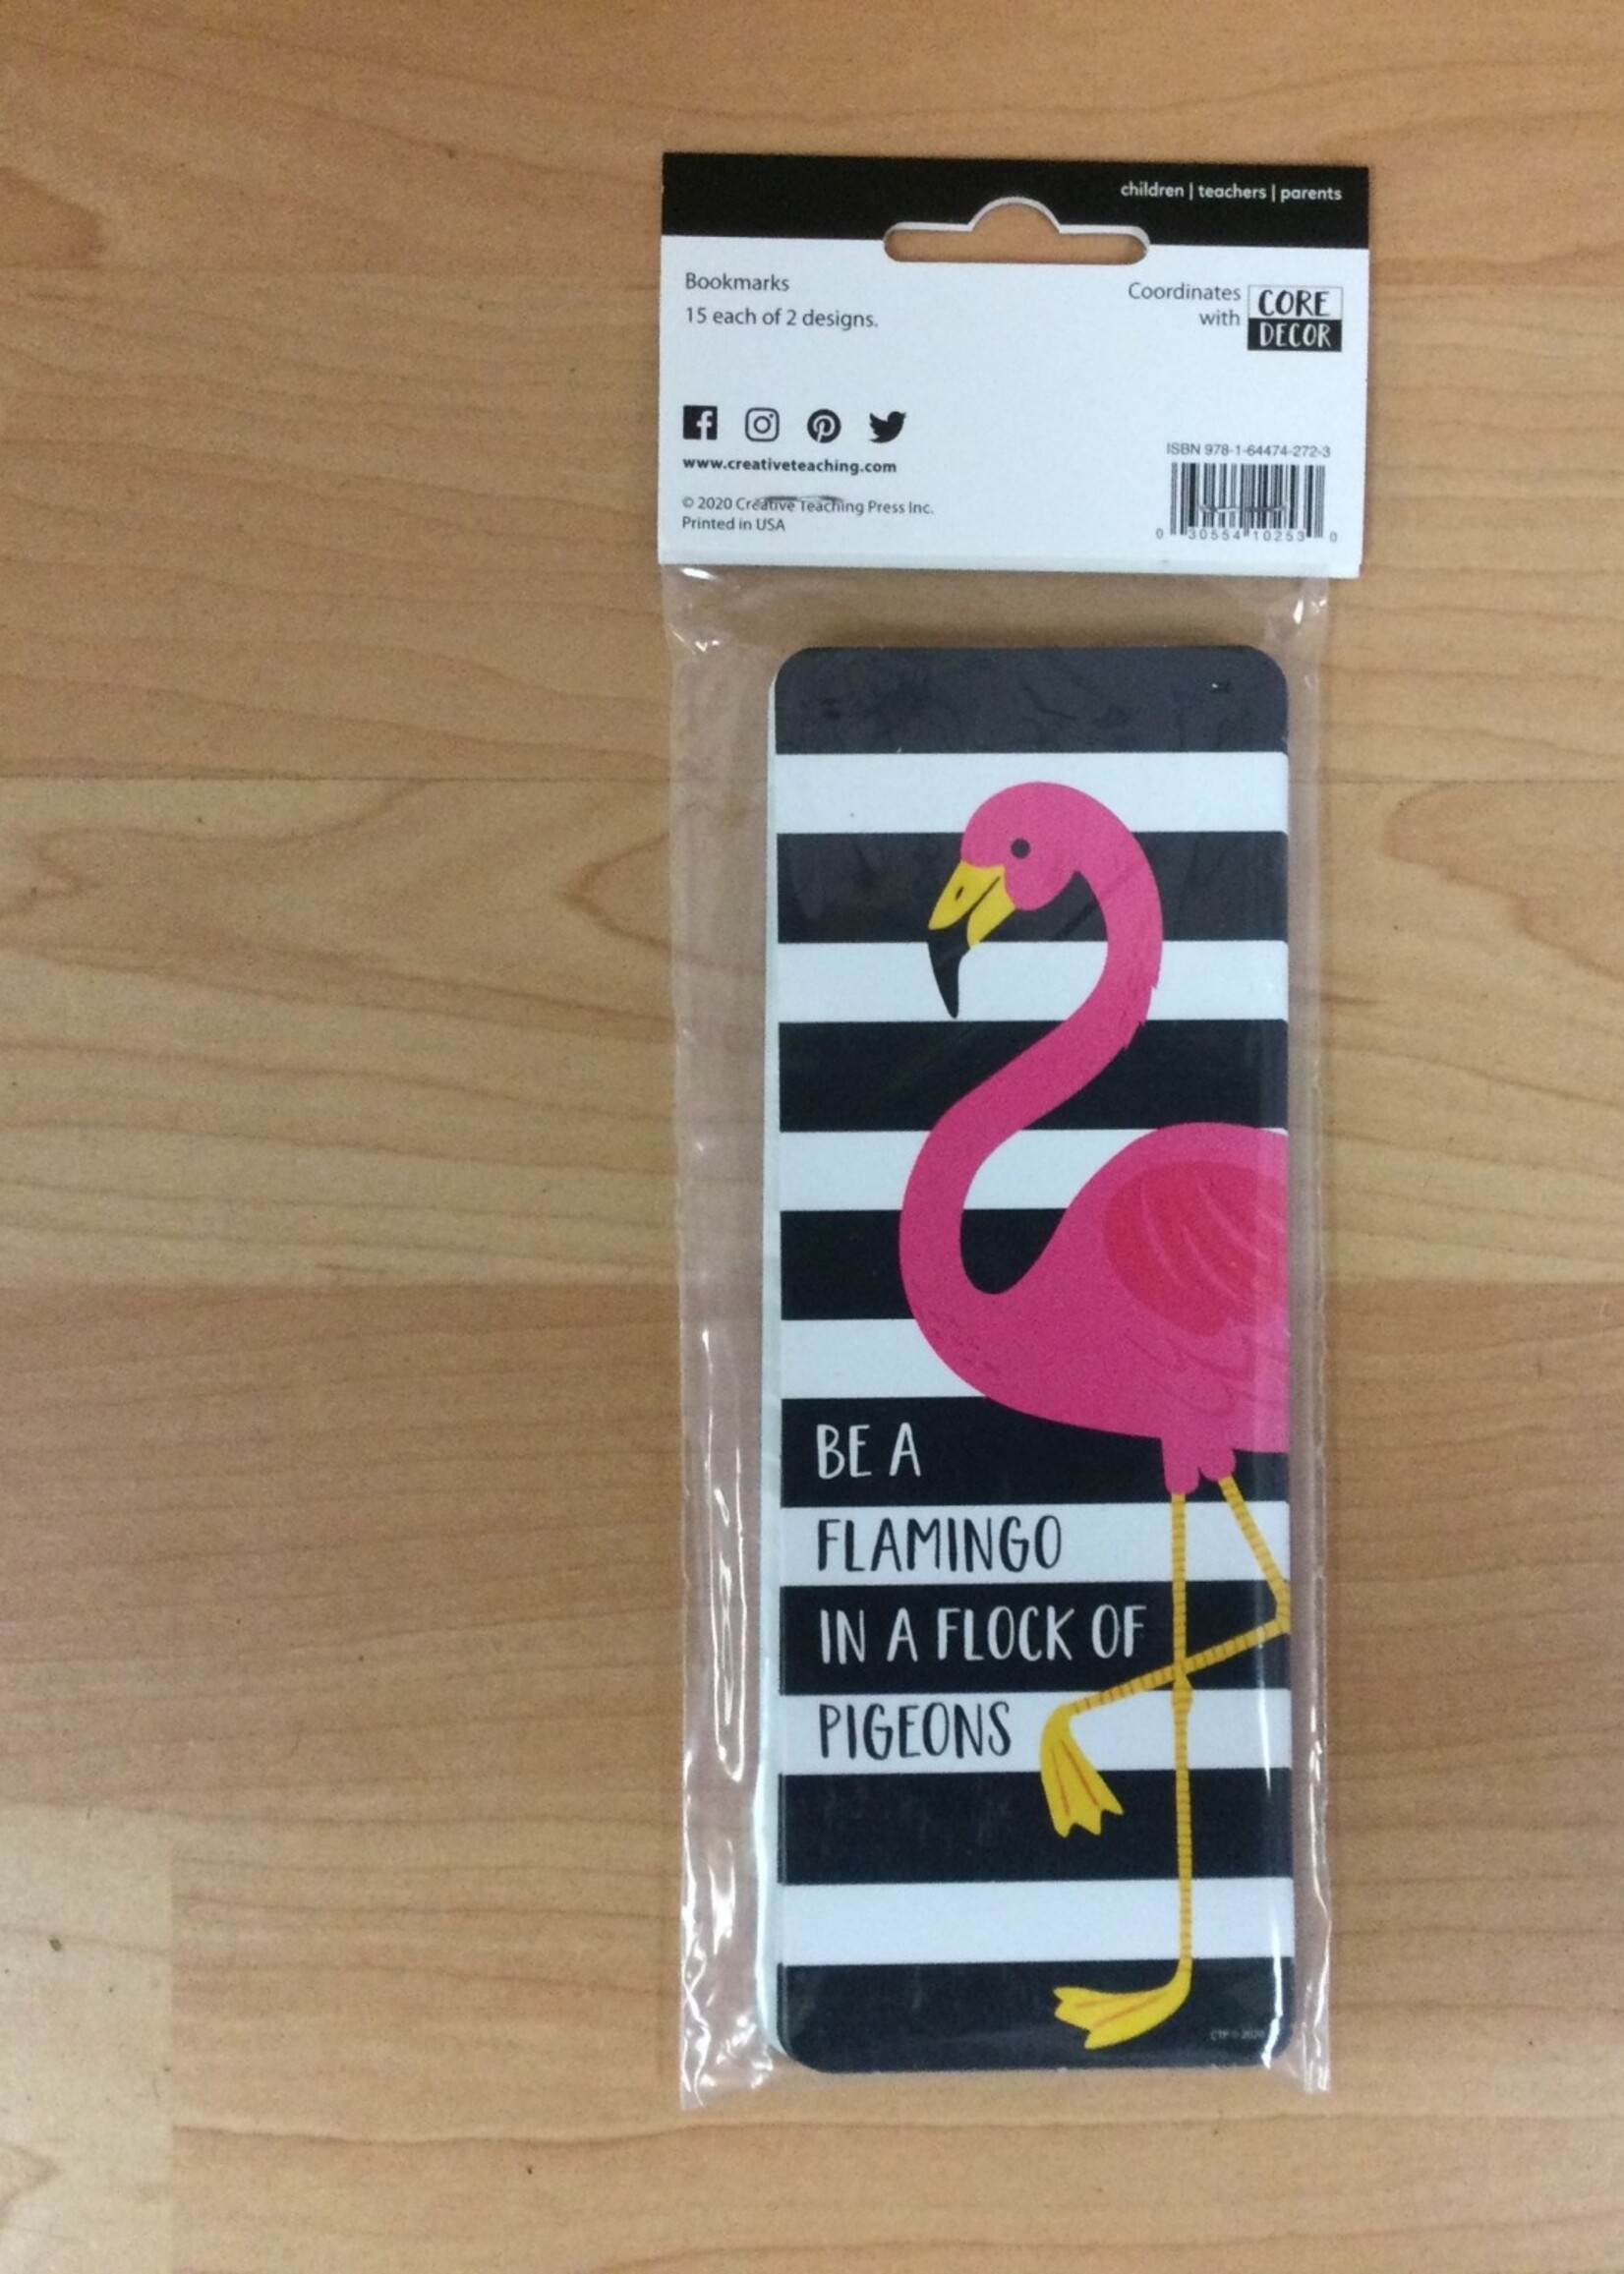 children | teachers | parents
Bookmarks
15 each of 2 designs.
Coordinates
with
CORE
DECOR
www.creativeteaching.com
© 2020 Creative Teaching Press Inc.
Printed in USA
ISBN 978-1-64474-272-3
0 30554 10253 0
BE A
FLAMINGO
IN A FLOCK OF
PIGEONS
CTP © 2020